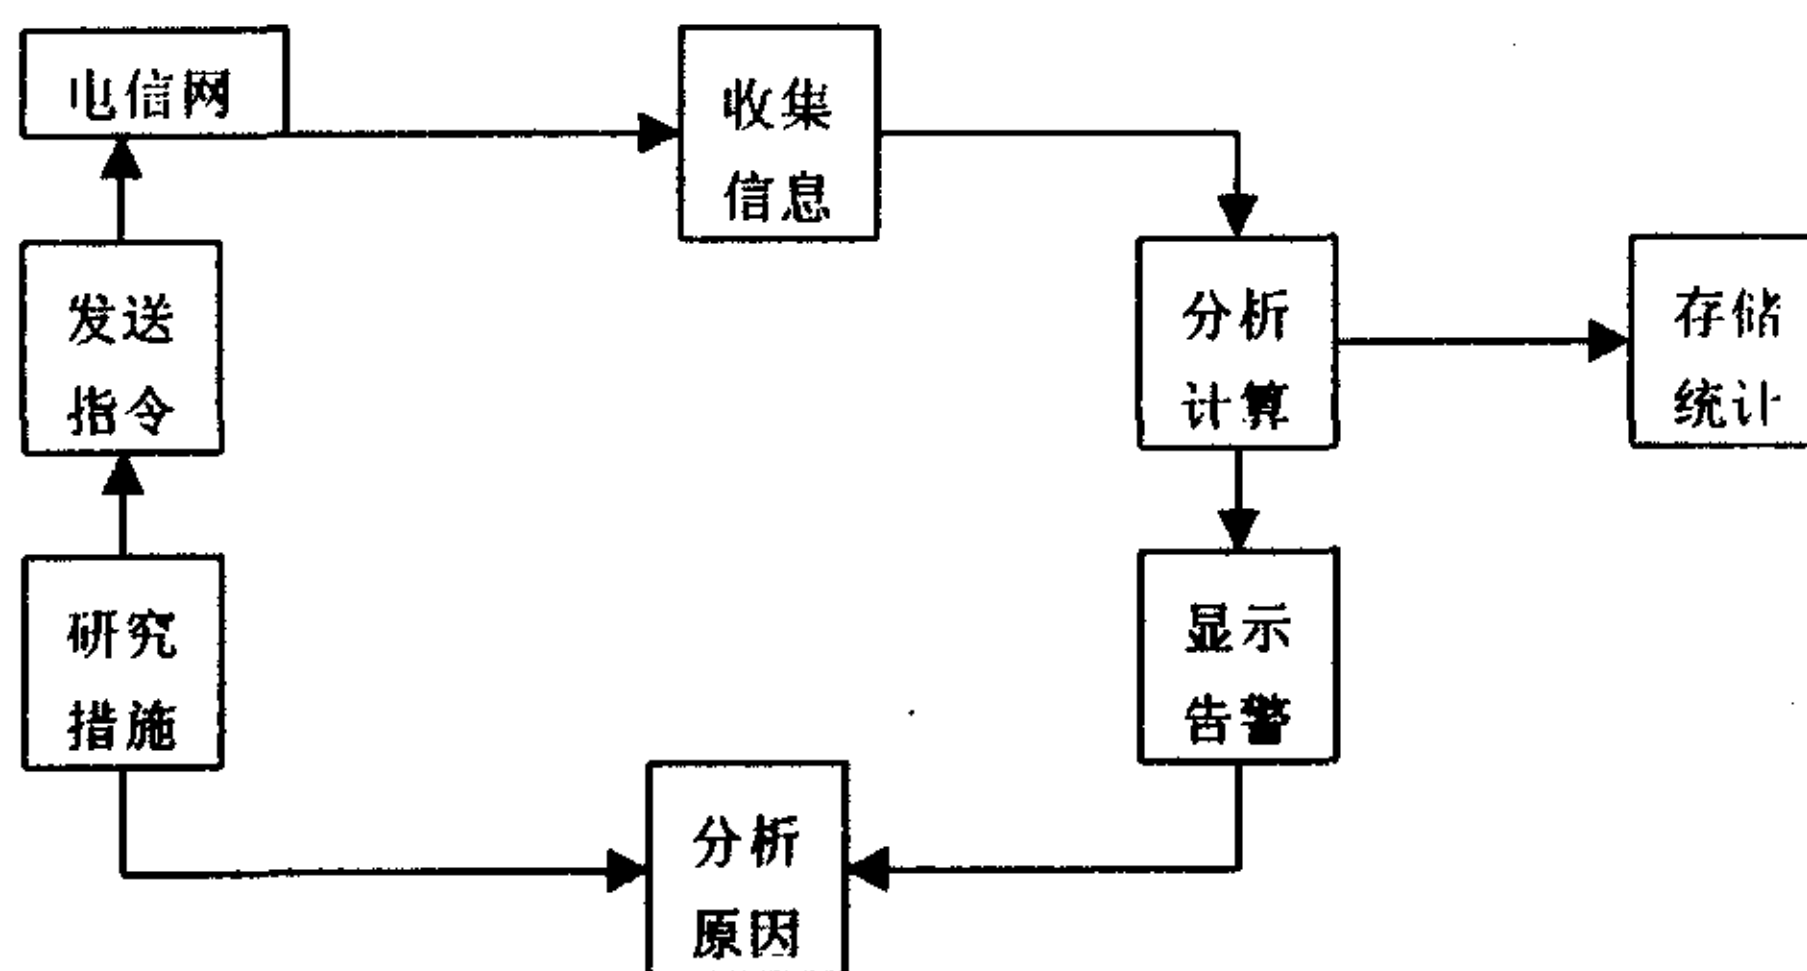 电信网
收集
信息
发送
指令
分析
计算
存储
统计
研究
措施
显示
告警
分析
原因